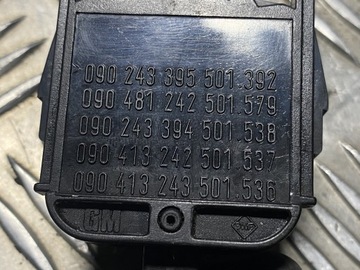 090 243 395 501.392
090 481 242 501.579
090 243 394 501.538
090 413 242 501.537
090 413 243 501.536
GM